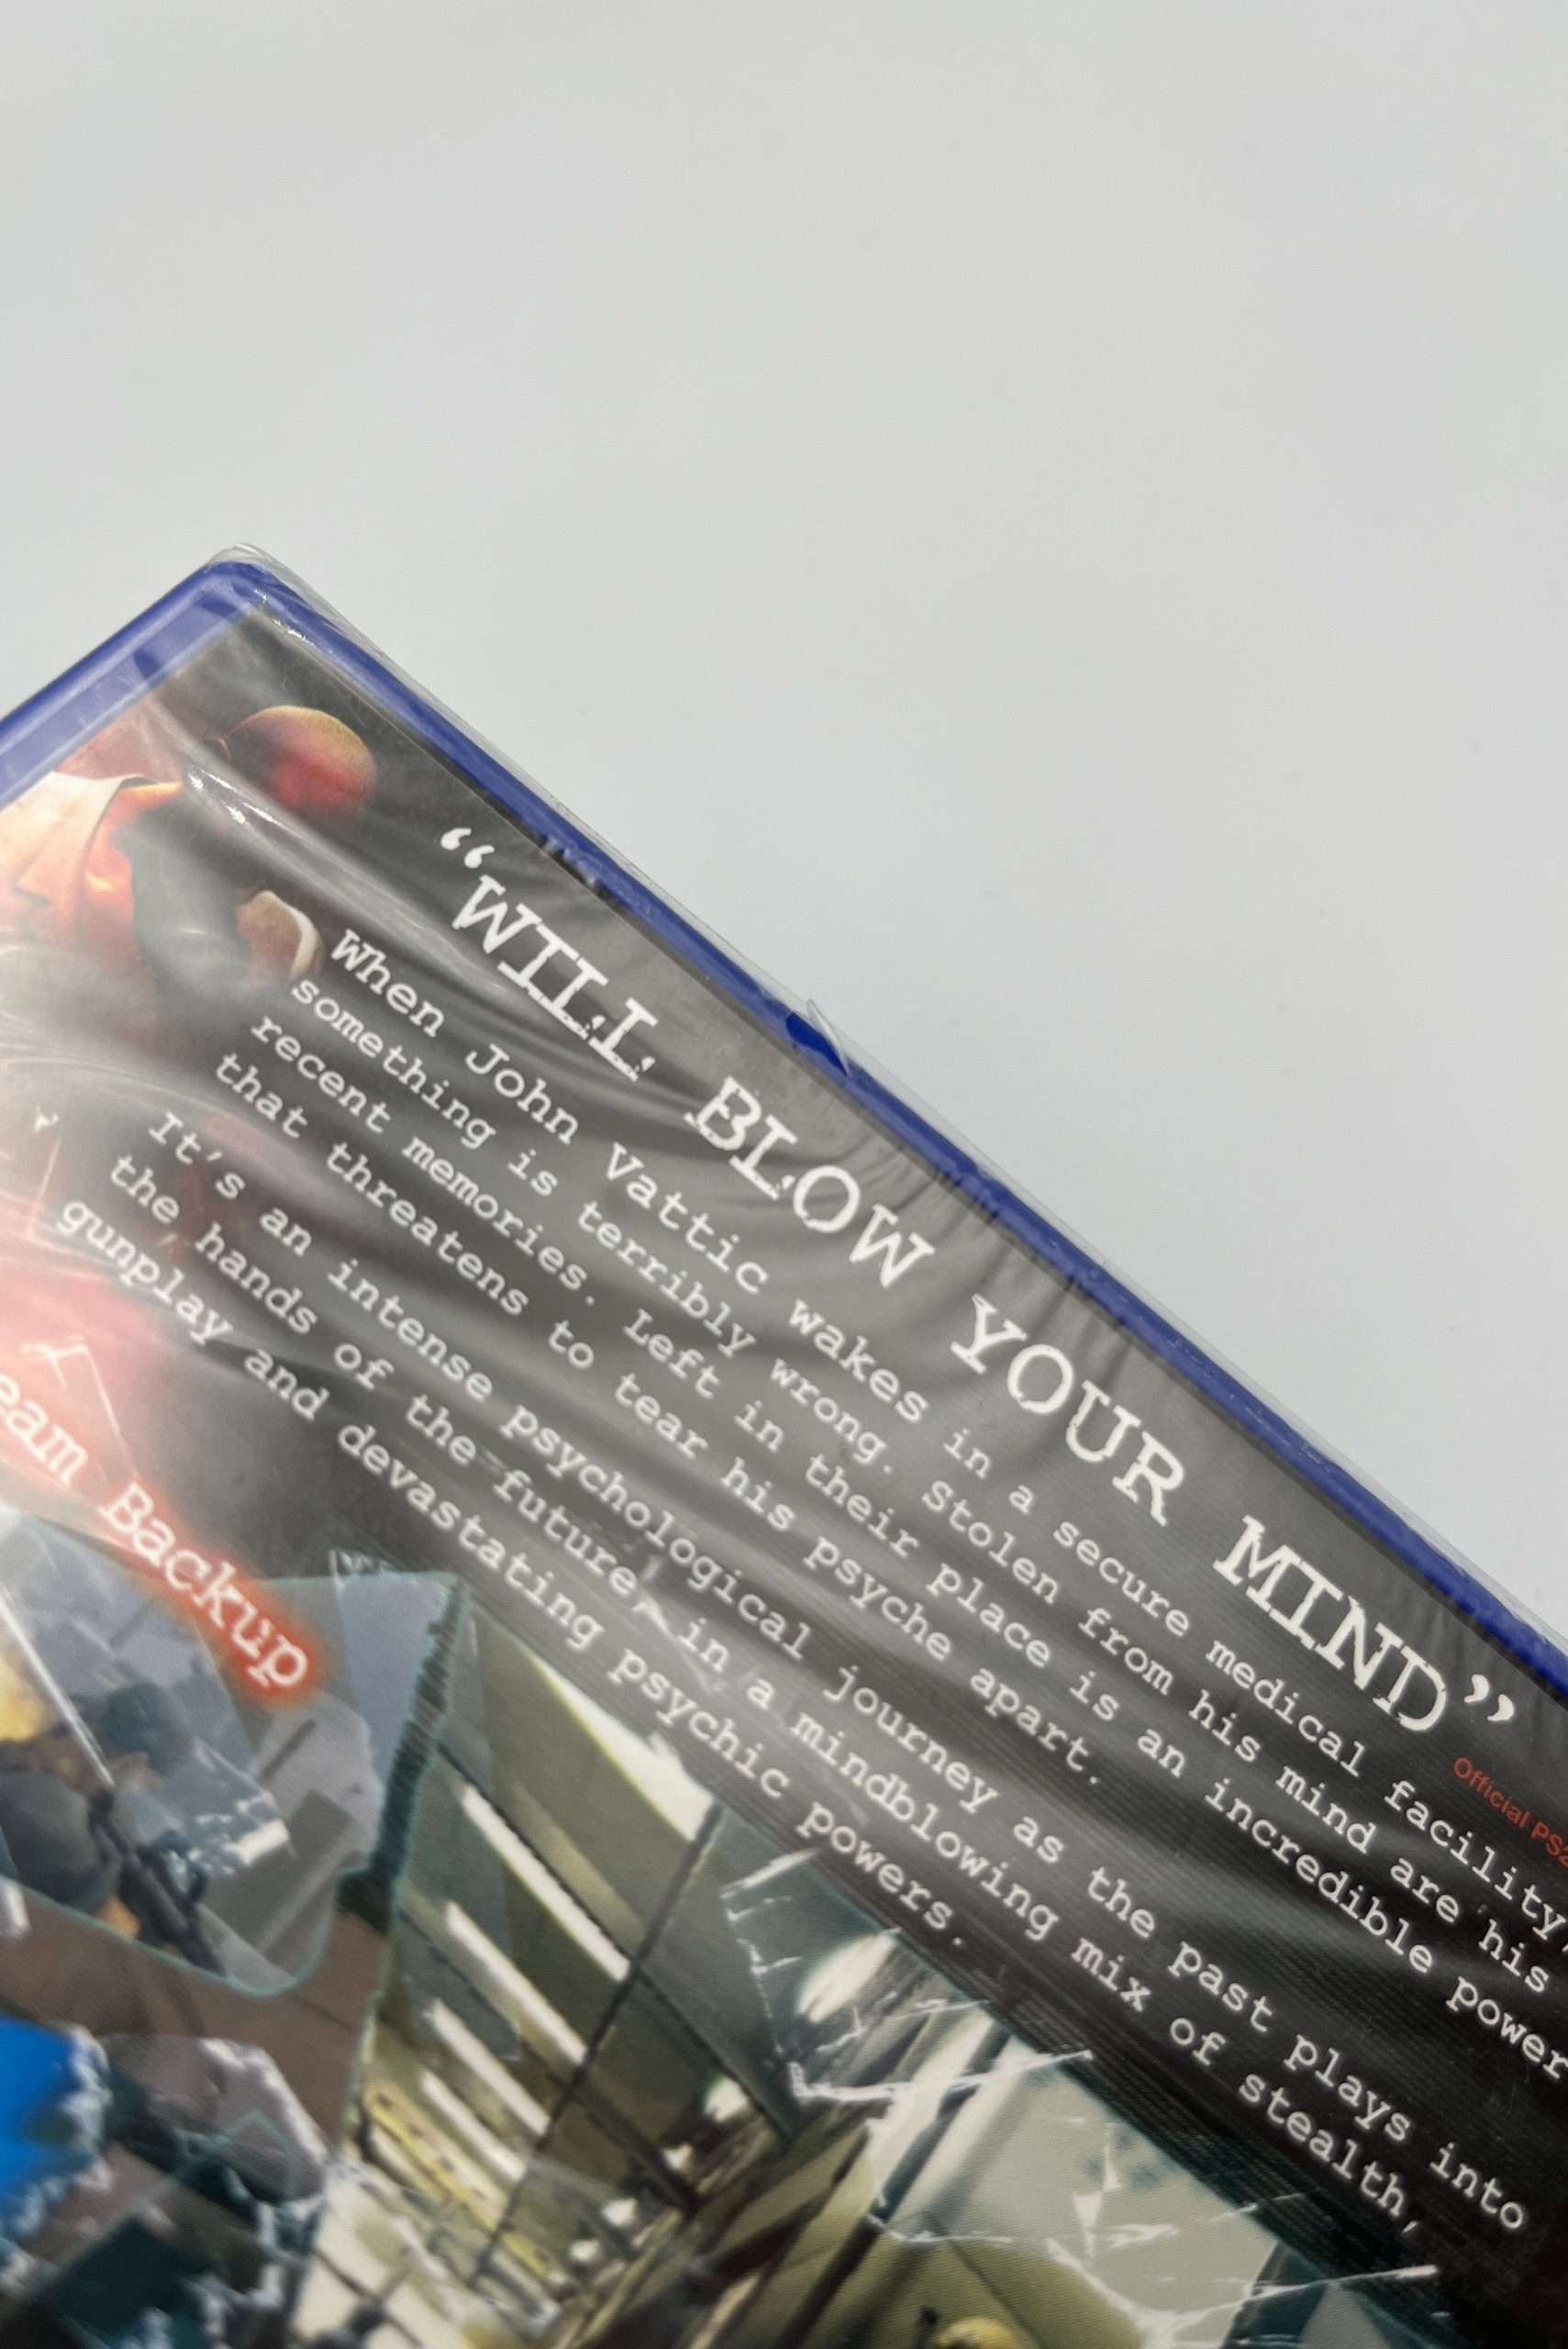 “WILL BLOW YOUR MIND”
Official PS2
When John Vattic wakes in a secure medical facility,
something is terribly wrong. Stolen from his mind are his
recent memories. Left in their place is an incredible power
that threatens to tear his psyche apart.
It's an intense psychological journey as the past plays into
the hands of the future, in a mindblowing mix of stealth,
gunplay and devastating psychic powers.
eam Backup